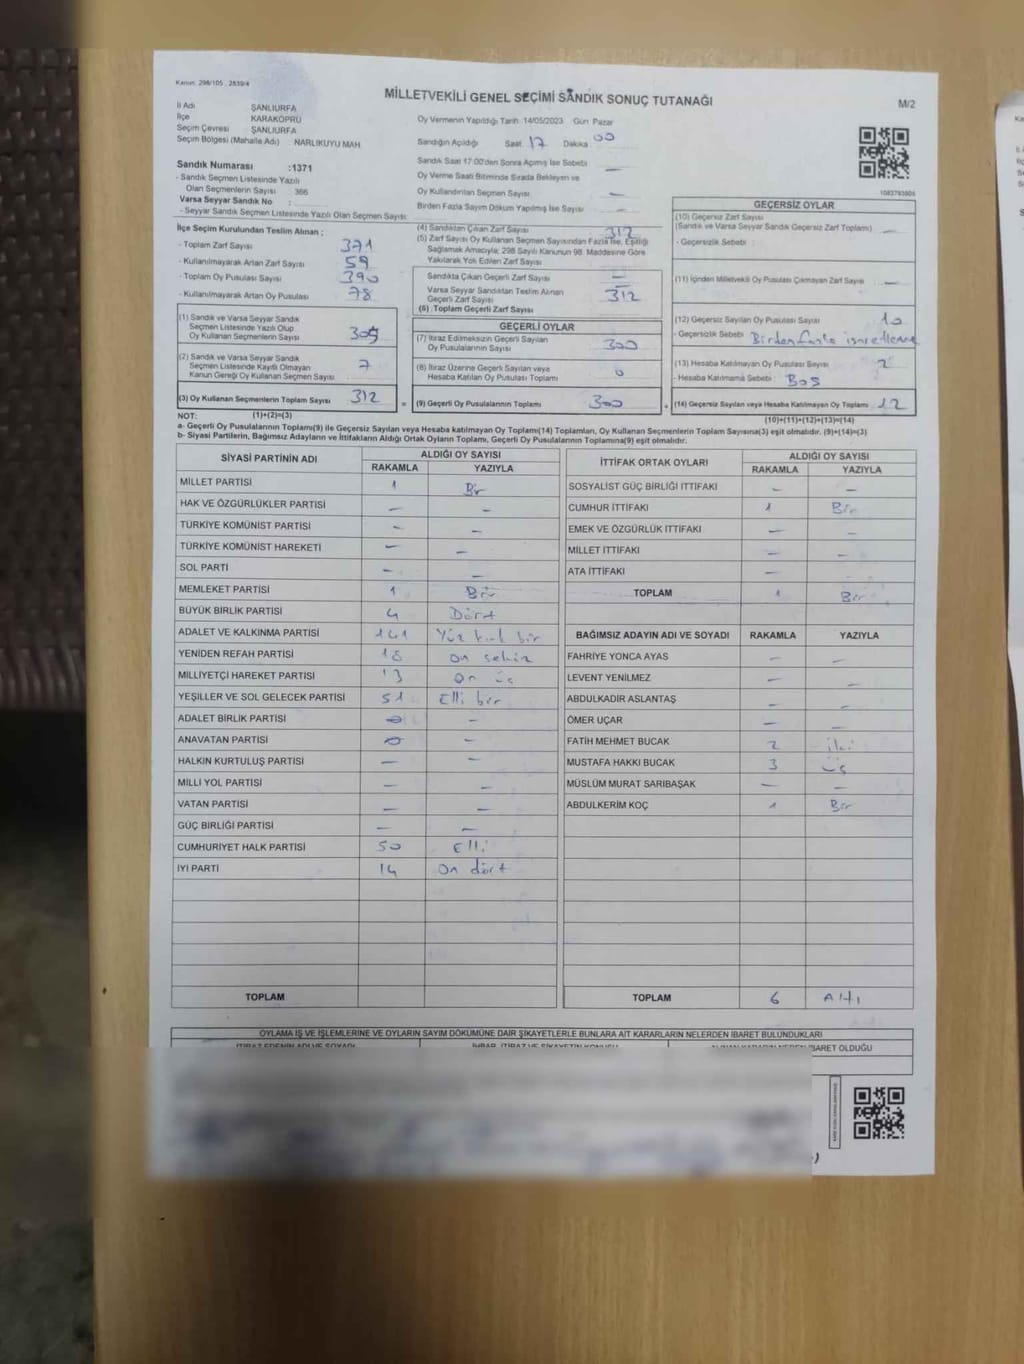 Kanun: 298/105 , 2839/4
MİLLETVEKİLİ GENEL SEÇİMİ SANDIK SONUÇ TUTANAĞI
M/2
İl Adı ŞANLIURFA
İlçe KARAKÖPRÜ
Seçim Çevresi ŞANLIURFA
Seçim Bölgesi (Mahalle Adı) NARLIKUYU MAH.
Oy Vermenin Yapıldığı Tarih 14/05/2023 Gün Pazar
Sandığın Açıldığı Saat 17 Dakika 00
Sandık Saat 17:00'den Sonra Açımış İse Sebebi —
Oy Verme Saati Bitiminde Sırada Bekleyen ve
Oy Kullandırılan Seçmen Sayısı —
Birden Fazla Sayım Döküm Yapılmış İse Sayısı —
Sandık Numarası :1371
- Sandık Seçmen Listesinde Yazılı
Olan Seçmenlerin Sayısı : 366
Varsa Seyyar Sandık No :
- Seyyar Sandık Seçmen Listesinde Yazılı Olan Seçmen Sayısı:
1083783805
İlçe Seçim Kurulundan Teslim Alınan ;
- Toplam Zarf Sayısı 371
- Kullanılmayarak Artan Zarf Sayısı 59
- Toplam Oy Pusulası Sayısı 390
- Kullanılmayarak Artan Oy Pusulası 78
(1) Sandık ve Varsa Seyyar Sandık
Seçmen Listesinde Yazılı Olup
Oy Kullanan Seçmenlerin Sayısı 305
(2) Sandık ve Varsa Seyyar Sandık
Seçmen Listesinde Kayıtlı Olmayan
Kanun Gereği Oy Kullanan Seçmen Sayısı 7
(3) Oy Kullanan Seçmenlerin Toplam Sayısı 312
(1)+(2)=(3)
(4) Sandıktan Çıkan Zarf Sayısı 312
(5) Zarf Sayısı Oy Kullanan Seçmen Sayısından Fazla İse, Eşitliği
Sağlamak Amacıyla; 298 Sayılı Kanunun 98. Maddesine Göre
Yakılarak Yok Edilen Zarf Sayısı
Sandıkta Çıkan Geçerli Zarf Sayısı —
Varsa Seyyar Sandıktan Teslim Alınan
Geçerli Zarf Sayısı
(6) Toplam Geçerli Zarf Sayısı 312
GEÇERLİ OYLAR
(7) İtiraz Edilmeksizin Geçerli Sayılan
Oy Pusulalarının Sayısı 300
(8) İtiraz Üzerine Geçerli Sayılan veya
Hesaba Katılan Oy Pusulası Toplamı 0
(9) Geçerli Oy Pusulalarının Toplamı 300
GEÇERSİZ OYLAR
(10) Geçersiz Zarf Sayısı
(Sandık ve Varsa Seyyar Sandık Geçersiz Zarf Toplamı) —
- Geçersizlik Sebebi :
(11) İçinden Milletvekili Oy Pusulası Çıkmayan Zarf Sayısı —
(12) Geçersiz Sayılan Oy Pusulası Sayısı 10
- Geçersizlik Sebebi : Birden fazla
(13) Hesaba Katılmayan Oy Pusulası Sayısı 2
- Hesaba Katılmama Sebebi : Boş
(14) Geçersiz Sayılan veya Hesaba Katılmayan Oy Toplamı 12
(10)+(11)+(12)+(13)=(14)
NOT:
a- Geçerli Oy Pusulalarının Toplamı(9) ile Geçersiz Sayılan veya Hesaba Katılmayan Oy Toplamı(14) Toplamları, Oy Kullanan Seçmenlerin Toplam Sayısına(3) eşit olmalıdır. (9)+(14)=(3)
b- Siyasi Partilerin, Bağımsız Adayların ve İttifakların Aldığı Ortak Oyların Toplamı, Geçerli Oy Pusulalarının Toplamına(9) eşit olmalıdır.
SİYASİ PARTİNİN ADI ALDIĞI OY SAYISI
RAKAMLA YAZIYLA
MİLLET PARTİSİ 1 Bir
HAK VE ÖZGÜRLÜKLER PARTİSİ — —
TÜRKİYE KOMÜNİST PARTİSİ — —
TÜRKİYE KOMÜNİST HAREKETİ — —
SOL PARTİ — —
MEMLEKET PARTİSİ 1 Bir
BÜYÜK BİRLİK PARTİSİ 4 Dört
ADALET VE KALKINMA PARTİSİ 141 Yüz kırk bir
YENİDEN REFAH PARTİSİ 18 on sekiz
MİLLİYETÇİ HAREKET PARTİSİ 13 On üç
YEŞİLLER VE SOL GELECEK PARTİSİ 51 Elli bir
ADALET BİRLİK PARTİSİ 0 —
ANAVATAN PARTİSİ 0 —
HALKIN KURTULUŞ PARTİSİ — —
MİLLİ YOL PARTİSİ — —
VATAN PARTİSİ — —
GÜÇ BİRLİĞİ PARTİSİ — —
CUMHURİYET HALK PARTİSİ 50 Elli
İYİ PARTİ 14 On dört
TOPLAM
İTTİFAK ORTAK OYLARI ALDIĞI OY SAYISI
RAKAMLA YAZIYLA
SOSYALİST GÜÇ BİRLİĞİ İTTİFAKI — —
CUMHUR İTTİFAKI 1 Bir
EMEK VE ÖZGÜRLÜK İTTİFAKI — —
MİLLET İTTİFAKI — —
ATA İTTİFAKI —
TOPLAM 1 Bir
BAĞIMSIZ ADAYIN ADI VE SOYADI RAKAMLA YAZIYLA
FAHRİYE YONCA AYAS — —
LEVENT YENİLMEZ — —
ABDULKADİR ASLANTAŞ — —
ÖMER UÇAR — —
FATİH MEHMET BUCAK 2 iki
MUSTAFA HAKKI BUCAK 3 üç
MÜSLÜM MURAT SARIBAŞAK — —
ABDULKERİM KOÇ 1 Bir
TOPLAM 6 Altı
OYLAMA İŞ VE İŞLEMLERİNE VE OYLARIN SAYIM DÖKÜMÜNE DAİR ŞİKAYETLERLE BUNLARA AİT KARARLARIN NELERDEN İBARET BULUNDUKLARI
İBARET OLDUĞU